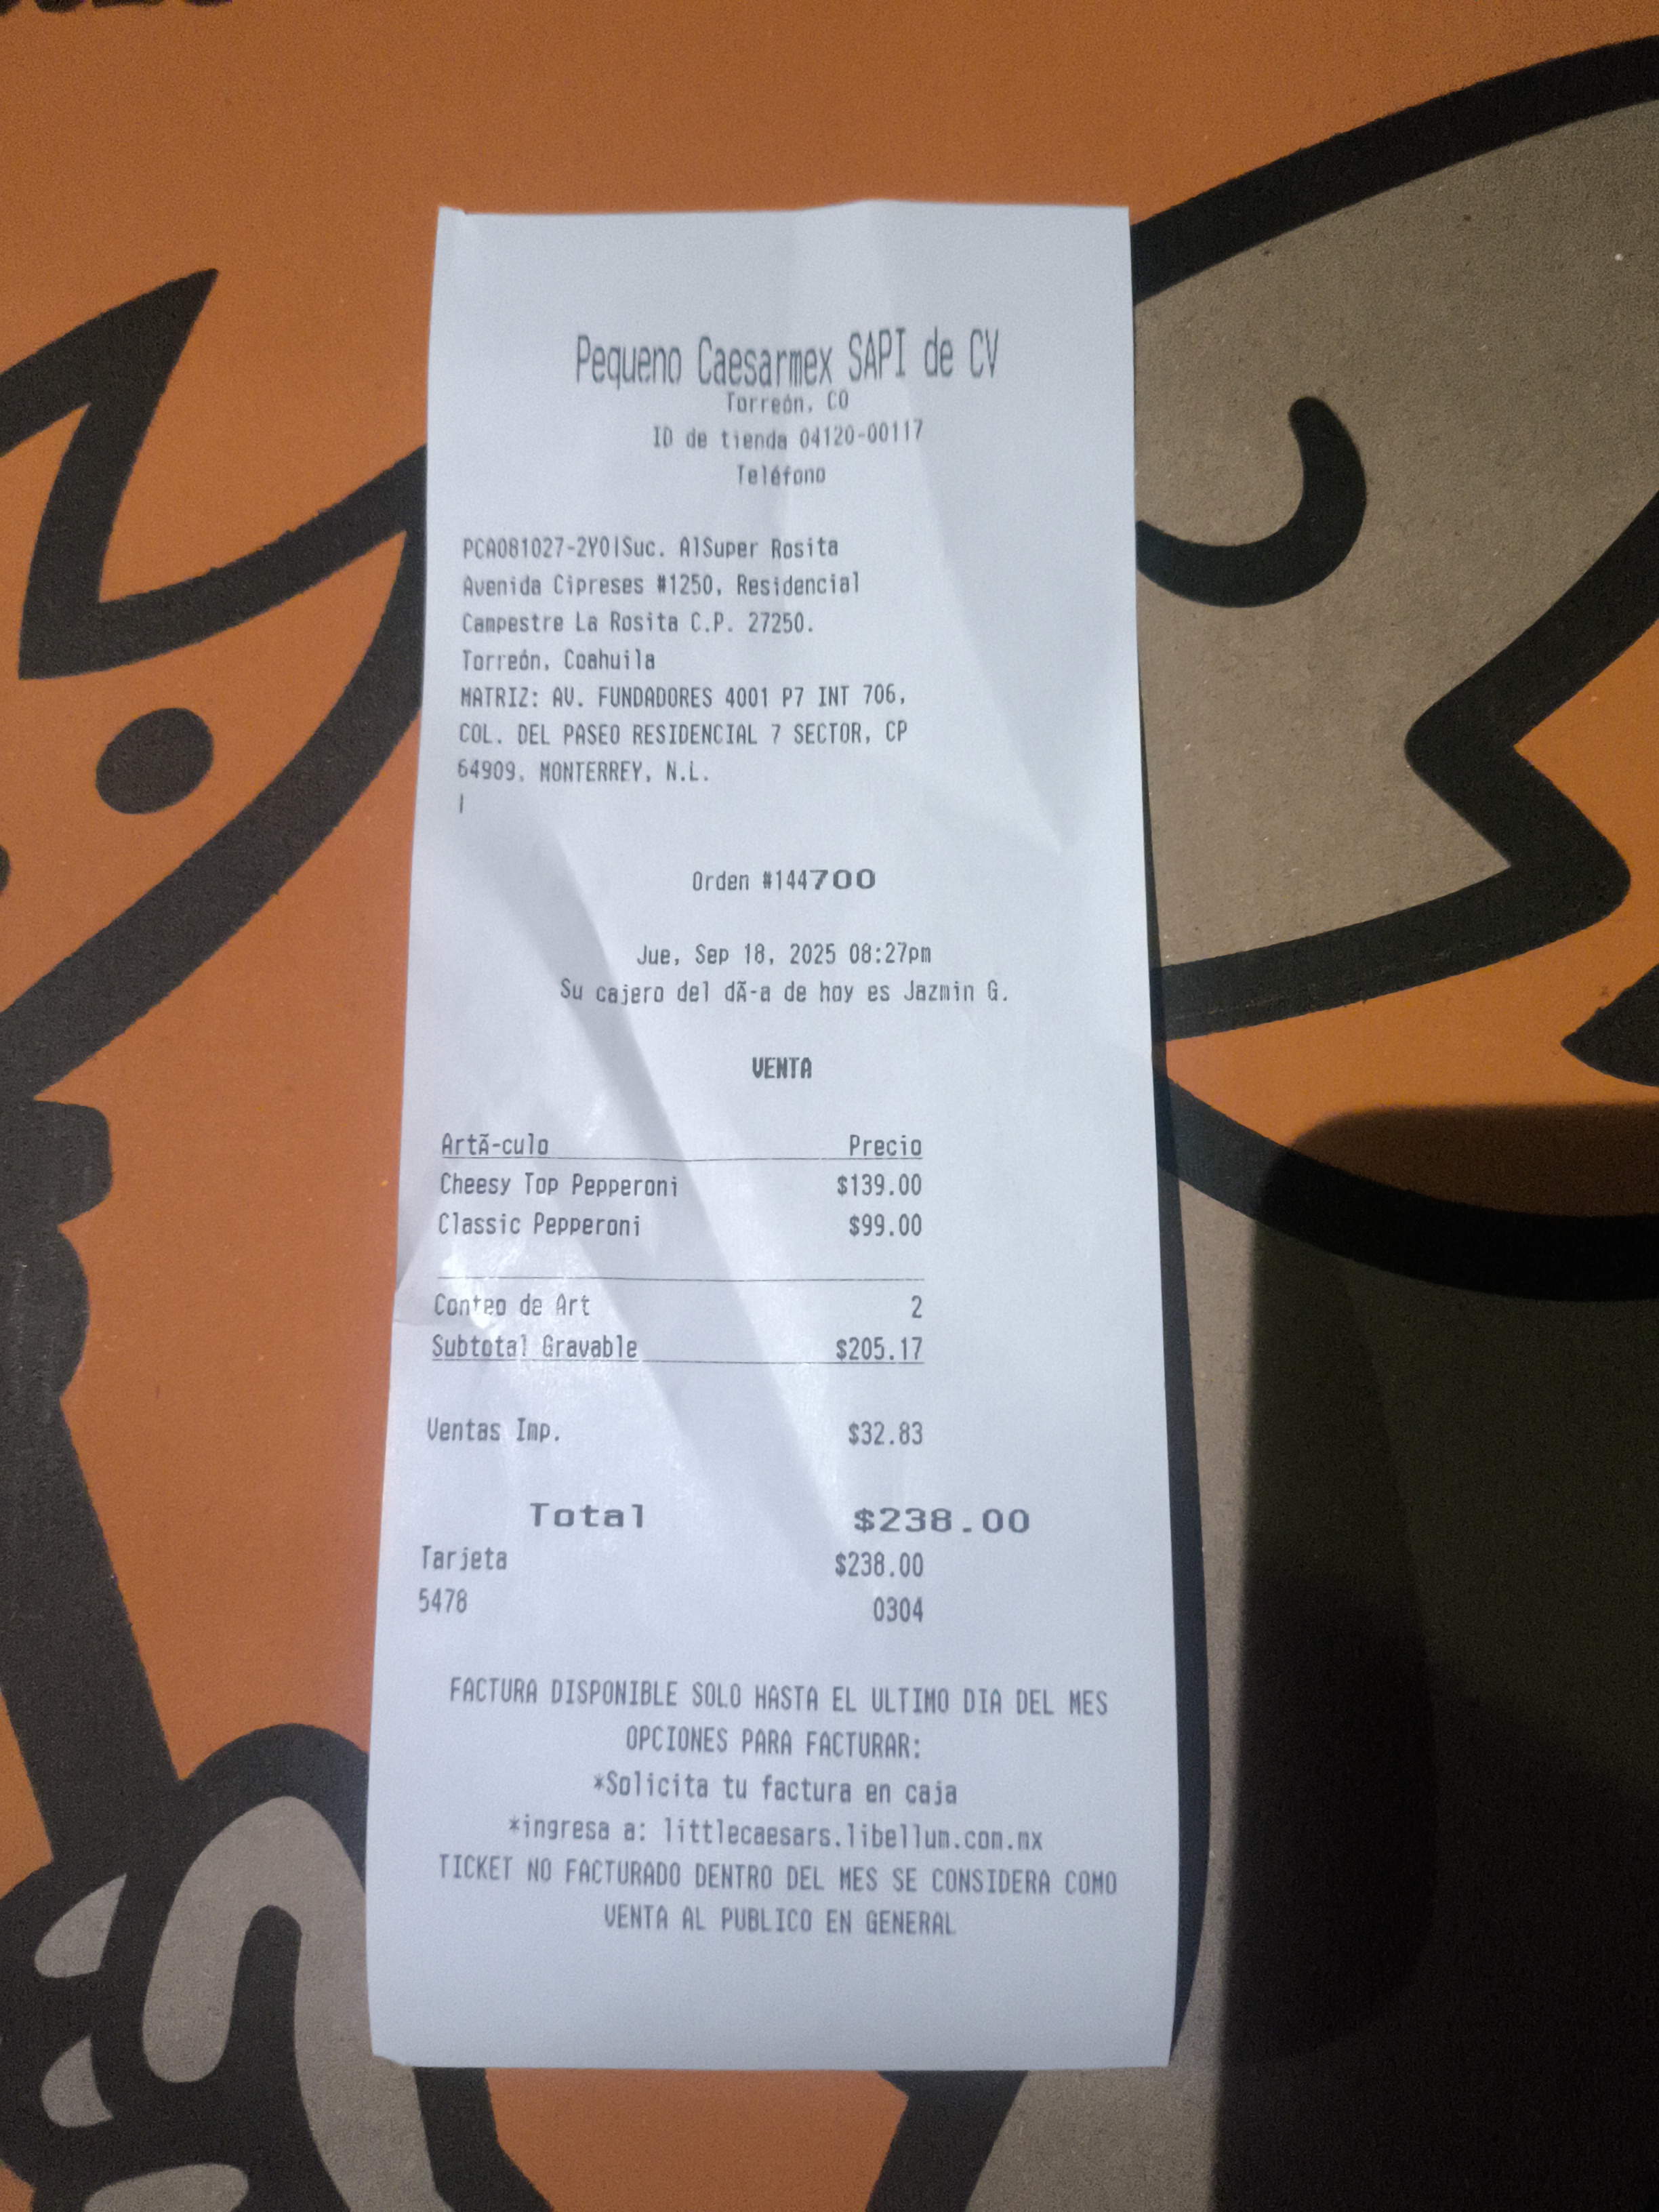 Pequeno Caesarmex SAPI de CV
Torreón, CO
ID de tienda 04120-00117
Teléfono
PCA081027-2Y0|Suc. AlSuper Rosita
Avenida Cipreses #1250, Residencial
Campestre La Rosita C.P. 27250.
Torreón, Coahuila
MATRIZ: AV. FUNDADORES 4001 P7 INT 706,
COL. DEL PASEO RESIDENCIAL 7 SECTOR, CP
64909, MONTERREY, N.L.
|
Orden #144700
Jue, Sep 18, 2025 08:27pm
Su cajero del dÃ-a de hoy es Jazmin G.
VENTA
ArtÃ-culo Precio
Cheesy Top Pepperoni $139.00
Classic Pepperoni $99.00
Conteo de Art 2
Subtotal Gravable $205.17
Ventas Imp. $32.83
Total $238.00
Tarjeta $238.00
5478 0304
FACTURA DISPONIBLE SOLO HASTA EL ULTIMO DIA DEL MES
OPCIONES PARA FACTURAR:
*Solicita tu factura en caja
*ingresa a: littlecaesars.libellum.com.mx
TICKET NO FACTURADO DENTRO DEL MES SE CONSIDERA COMO
VENTA AL PUBLICO EN GENERAL